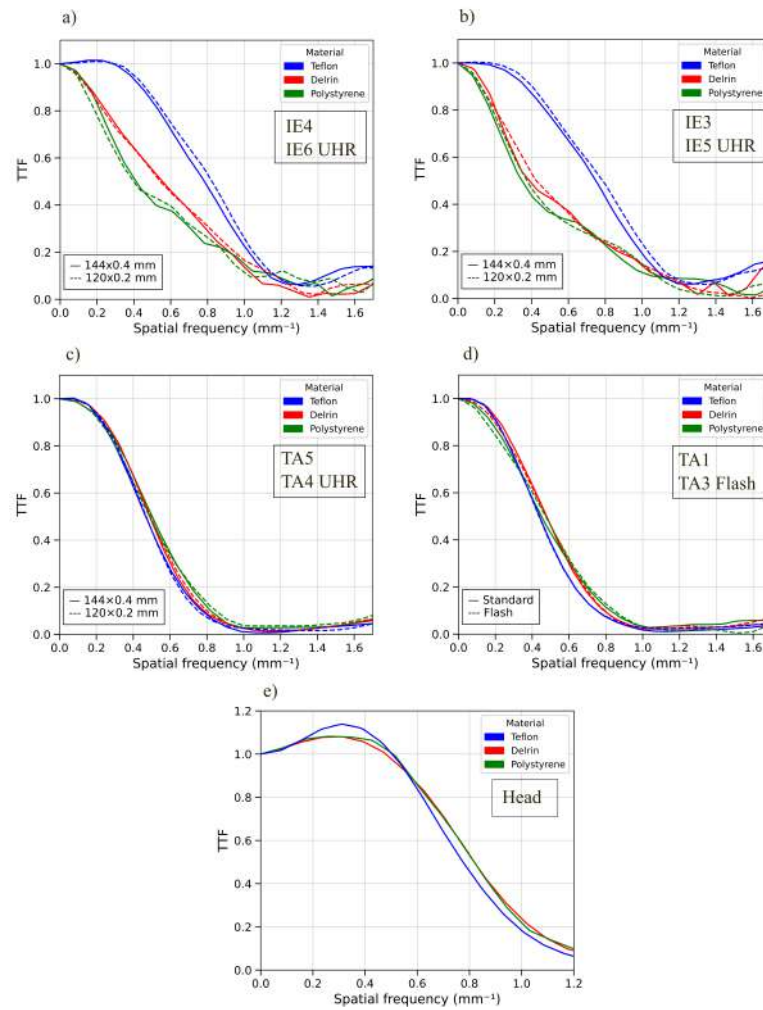 a)
Material
Teflon
Delrin
Polystyrene
IE4
IE6 UHR
144x0.4 mm
120x0.2 mm
TTF
1.0
0.8
0.6
0.4
0.2
0.0
0.0 0.2 0.4 0.6 0.8 1.0 1.2 1.4 1.6
Spatial frequency (mm⁻¹)
b)
Material
Teflon
Delrin
Polystyrene
IE3
IE5 UHR
144×0.4 mm
120×0.2 mm
TTF
1.0
0.8
0.6
0.4
0.2
0.0
0.0 0.2 0.4 0.6 0.8 1.0 1.2 1.4 1.6
Spatial frequency (mm⁻¹)
c)
Material
Teflon
Delrin
Polystyrene
TA5
TA4 UHR
144×0.4 mm
120×0.2 mm
TTF
1.0
0.8
0.6
0.4
0.2
0.0
0.0 0.2 0.4 0.6 0.8 1.0 1.2 1.4 1.6
Spatial frequency (mm⁻¹)
d)
Material
Teflon
Delrin
Polystyrene
TA1
TA3 Flash
Standard
Flash
TTF
1.0
0.8
0.6
0.4
0.2
0.0
0.0 0.2 0.4 0.6 0.8 1.0 1.2 1.4 1.6
Spatial frequency (mm⁻¹)
e)
Material
Teflon
Delrin
Polystyrene
Head
TTF
1.2
1.0
0.8
0.6
0.4
0.2
0.0
0.0 0.2 0.4 0.6 0.8 1.0 1.2
Spatial frequency (mm⁻¹)